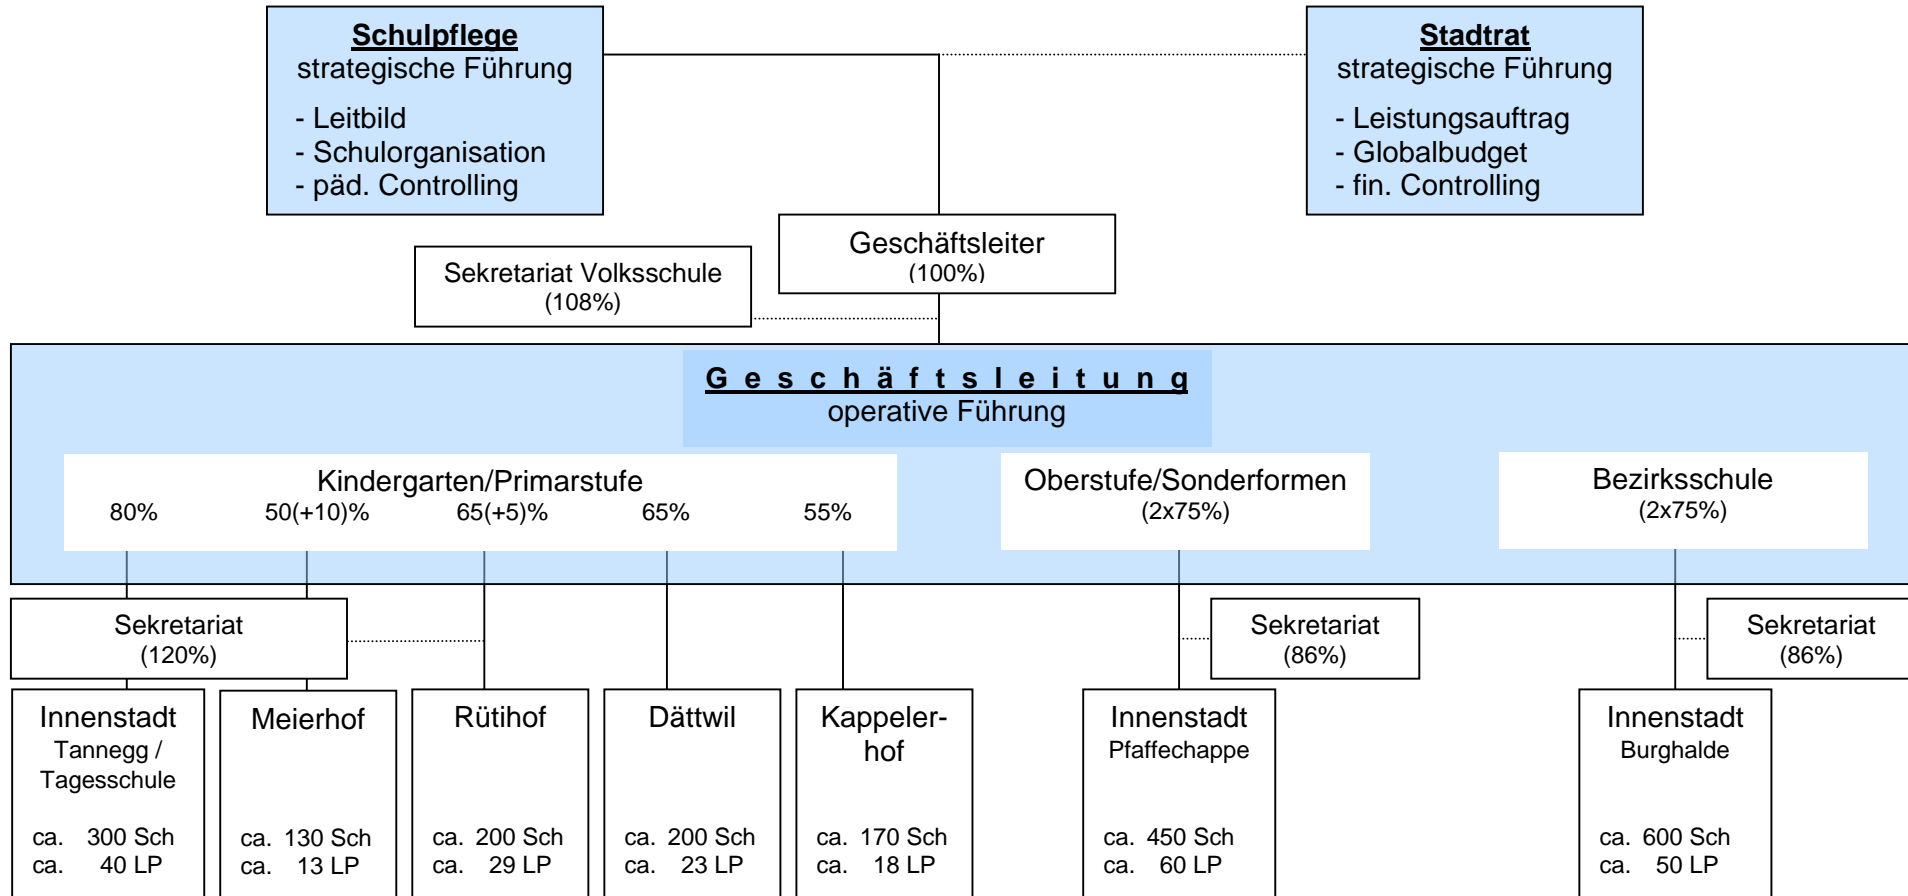 Schulpflege
strategische Führung
- Leitbild
- Schulorganisation
- päd. Controlling
Stadtrat
strategische Führung
- Leistungsauftrag
- Globalbudget
- fin. Controlling
Geschäftsleiter
(100%)
Sekretariat Volksschule
(108%)
G e s c h ä f t s l e i t u n g
operative Führung
Kindergarten/Primarstufe
80% 50(+10)% 65(+5)% 65% 55%
Oberstufe/Sonderformen
(2x75%)
Bezirksschule
(2x75%)
Sekretariat
(120%)
Sekretariat
(86%)
Sekretariat
(86%)
Innenstadt
Tannegg /
Tagesschule
ca. 300 Sch
ca. 40 LP
Meierhof
ca. 130 Sch
ca. 13 LP
Rütihof
ca. 200 Sch
ca. 29 LP
Dättwil
ca. 200 Sch
ca. 23 LP
Kappeler-
hof
ca. 170 Sch
ca. 18 LP
Innenstadt
Pfaffechappe
ca. 450 Sch
ca. 60 LP
Innenstadt
Burghalde
ca. 600 Sch
ca. 50 LP